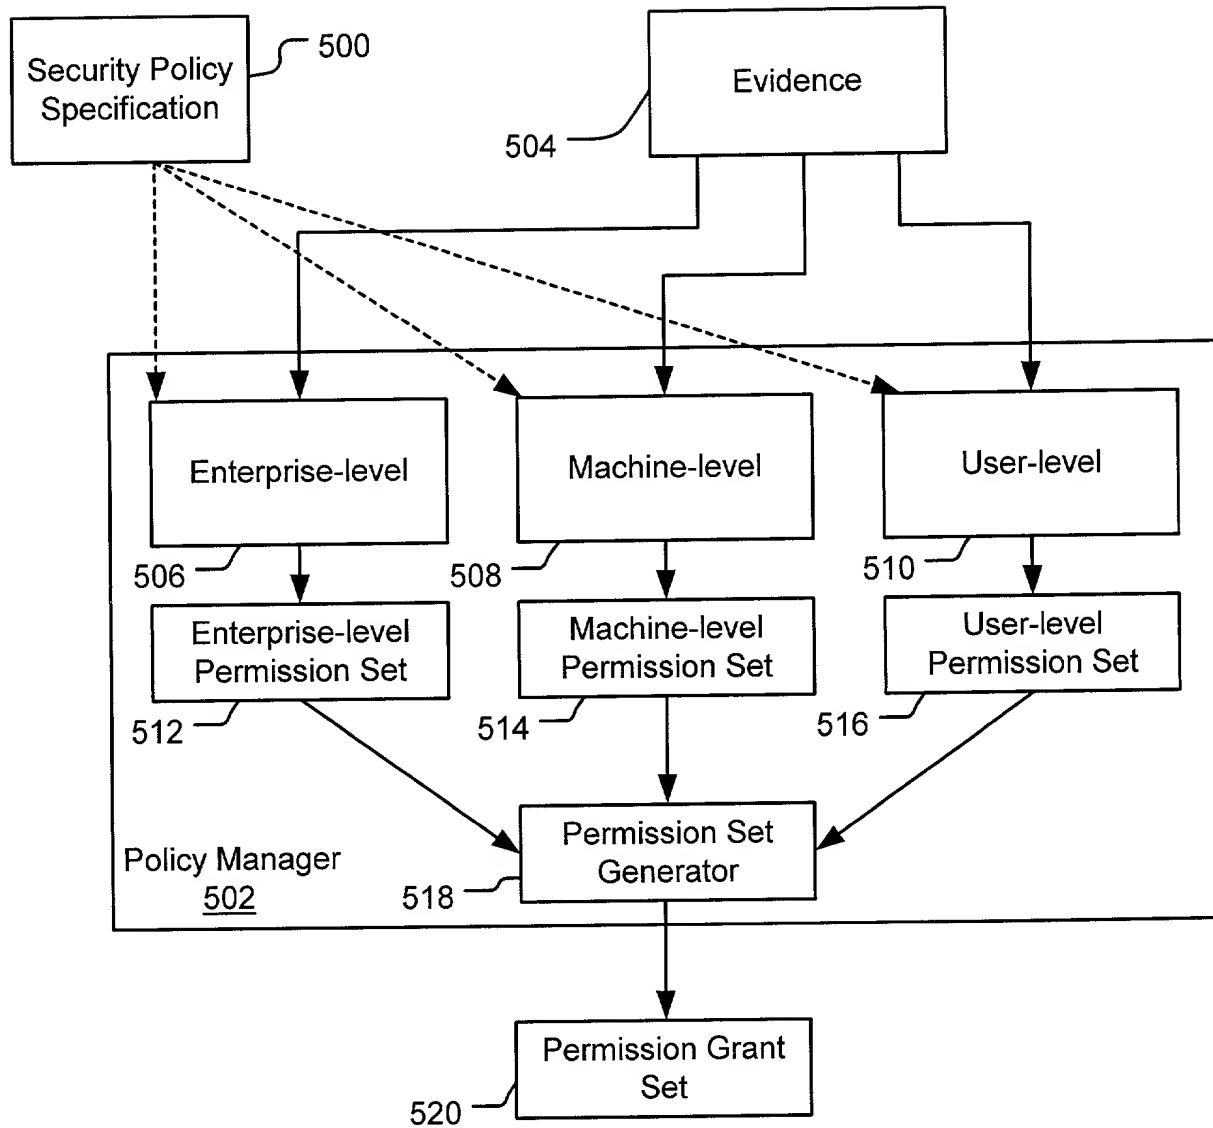 Security Policy
Specification
500
Evidence
504
Enterprise-level
Machine-level
User-level
506
508
510
Enterprise-level
Permission Set
Machine-level
Permission Set
User-level
Permission Set
512
514
516
Permission Set
Generator
Policy Manager
502
518
Permission Grant
Set
520